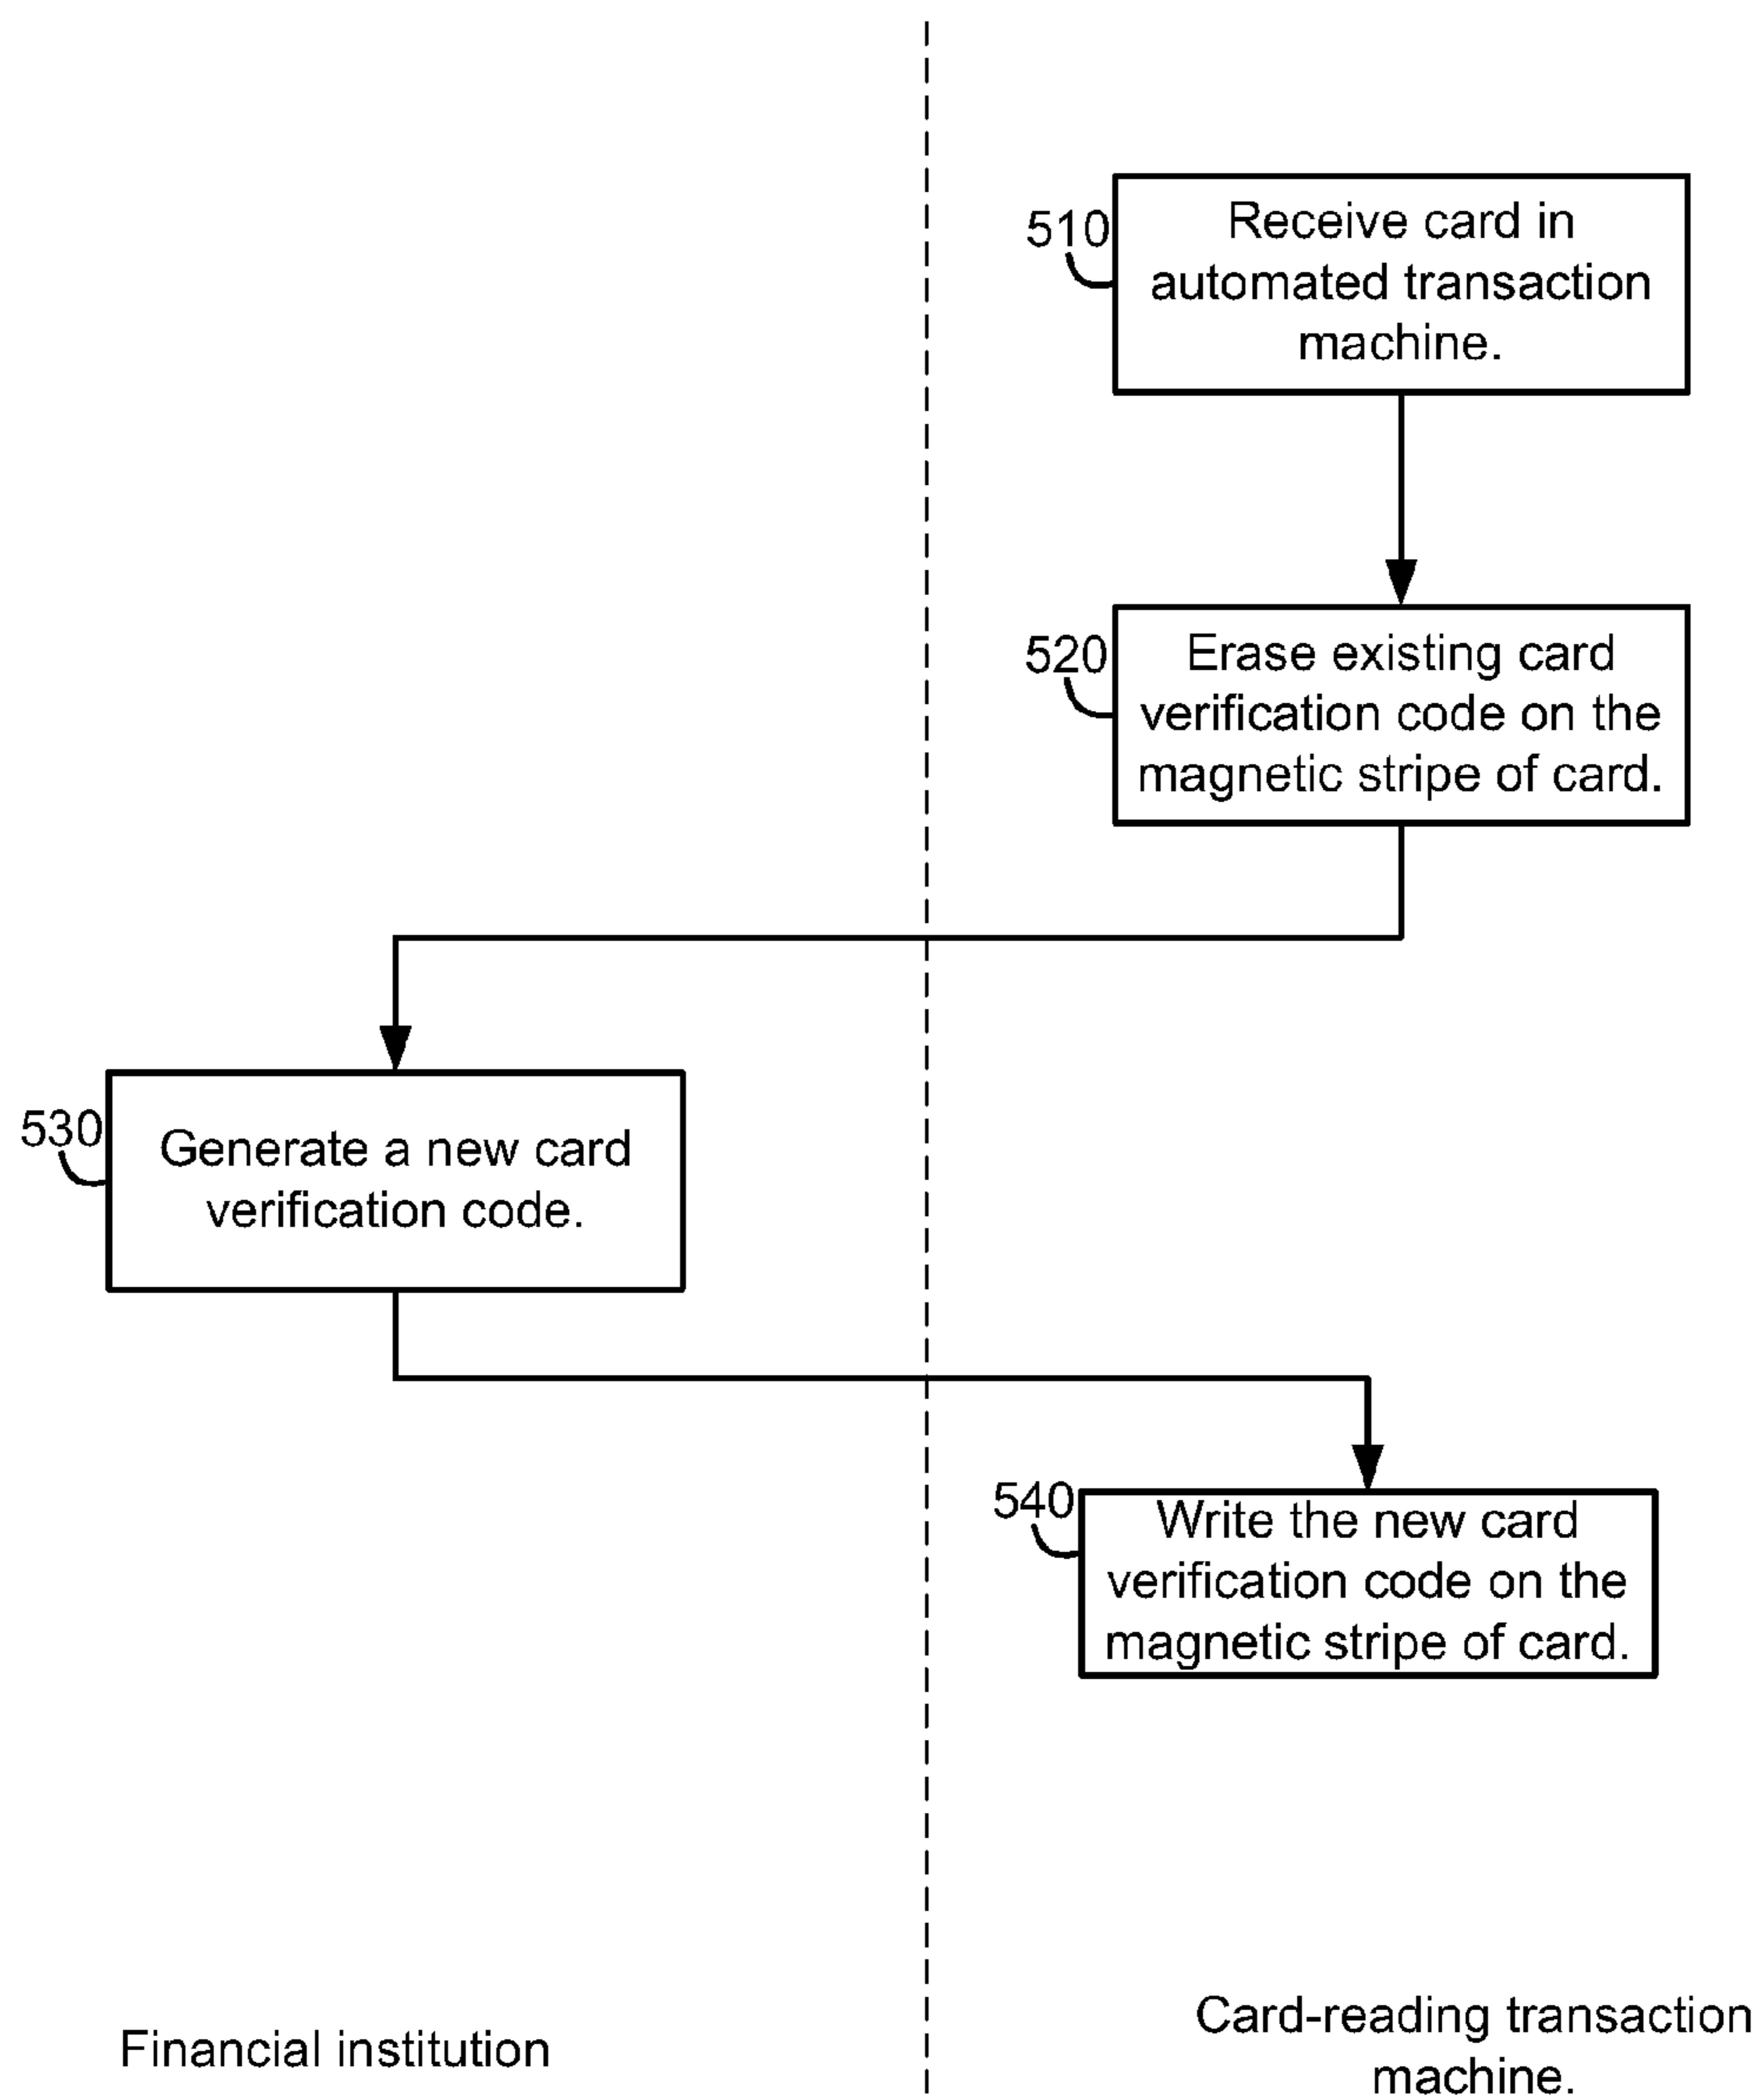 510
Receive card in
automated transaction
machine.
520
Erase existing card
verification code on the
magnetic stripe of card.
530
Generate a new card
verification code.
540
Write the new card
verification code on the
magnetic stripe of card.
Financial institution
Card-reading transaction
machine.